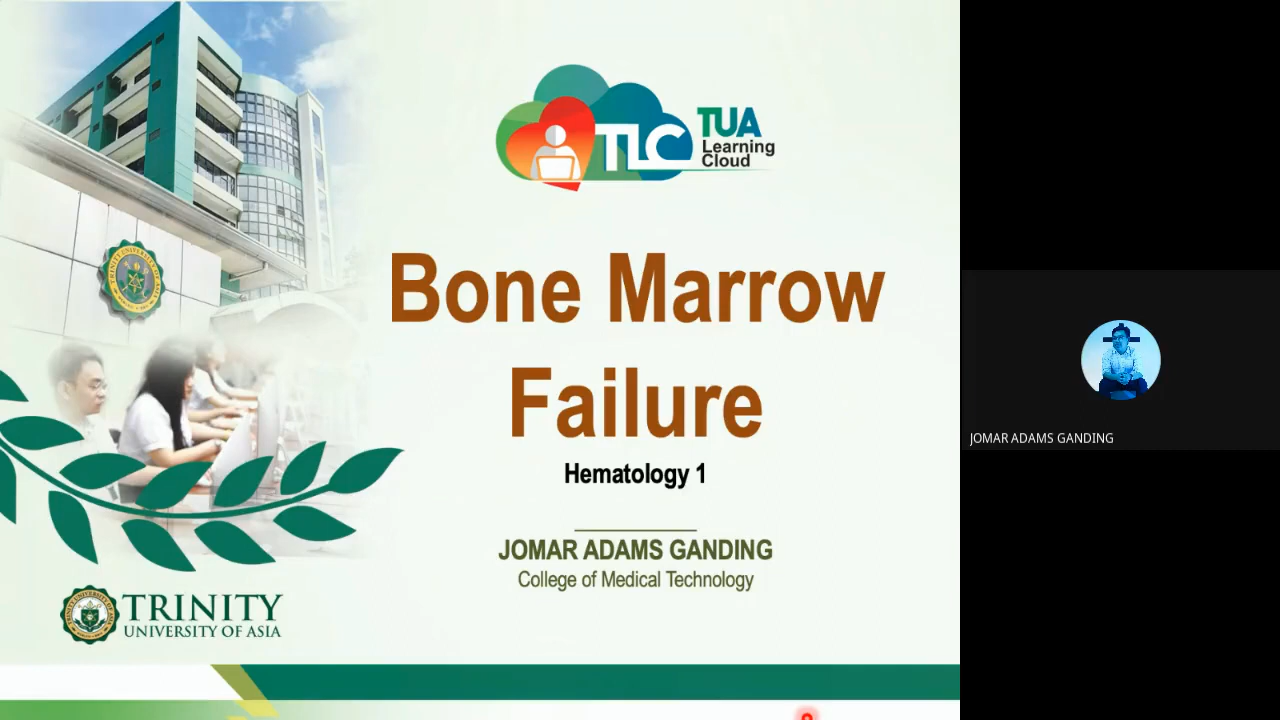 TLC
TUA
Learning
Cloud
Bone Marrow
Failure
Hematology 1
JOMAR ADAMS GANDING
College of Medical Technology
TRINITY
UNIVERSITY OF ASIA
JOMAR ADAMS GANDING